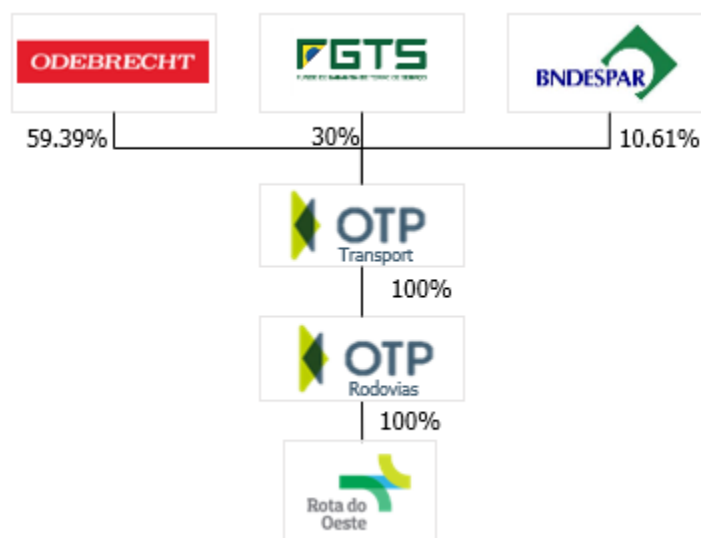 ODEBRECHT
FGTS
BNDESPAR
59.39%
30%
10.61%
OTP
Transport
100%
OTP
Rodovias
100%
Rota do
Oeste